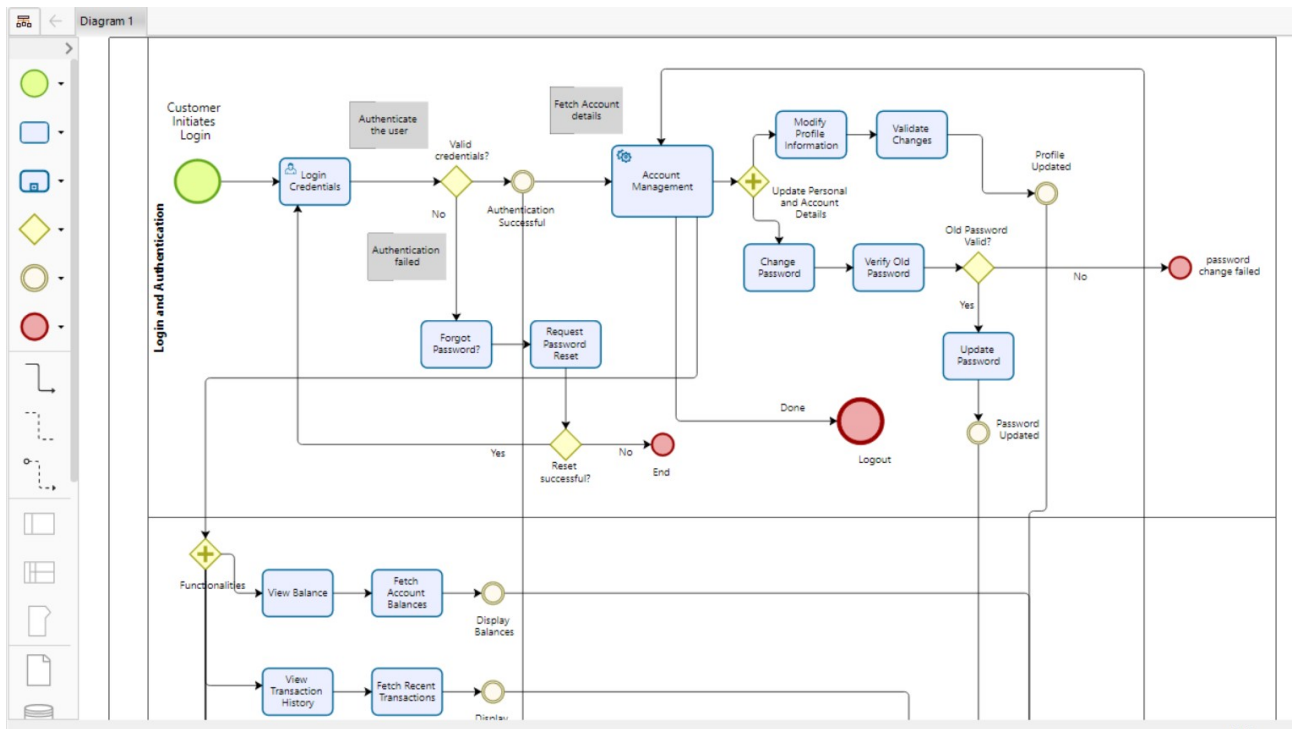 Diagram 1
Customer
Initiates
Login
Authenticate
the user
Fetch Account
details
Valid
credentials?
Login
Credentials
No
Authentication
Successful
Authentication
failed
Account
Management
Modify
Profile
Information
Validate
Changes
Profile
Updated
Update Personal
and Account
Details
Old Password
Valid?
Change
Password
Verify Old
Password
No
password
change failed
Yes
Update
Password
Password
Updated
Login and Authentication
Forgot
Password?
Request
Password
Reset
Done
Logout
Yes
No
Reset
successful?
End
Functionalities
View Balance
Fetch
Account
Balances
Display
Balances
View
Transaction
History
Fetch Recent
Transactions
Display